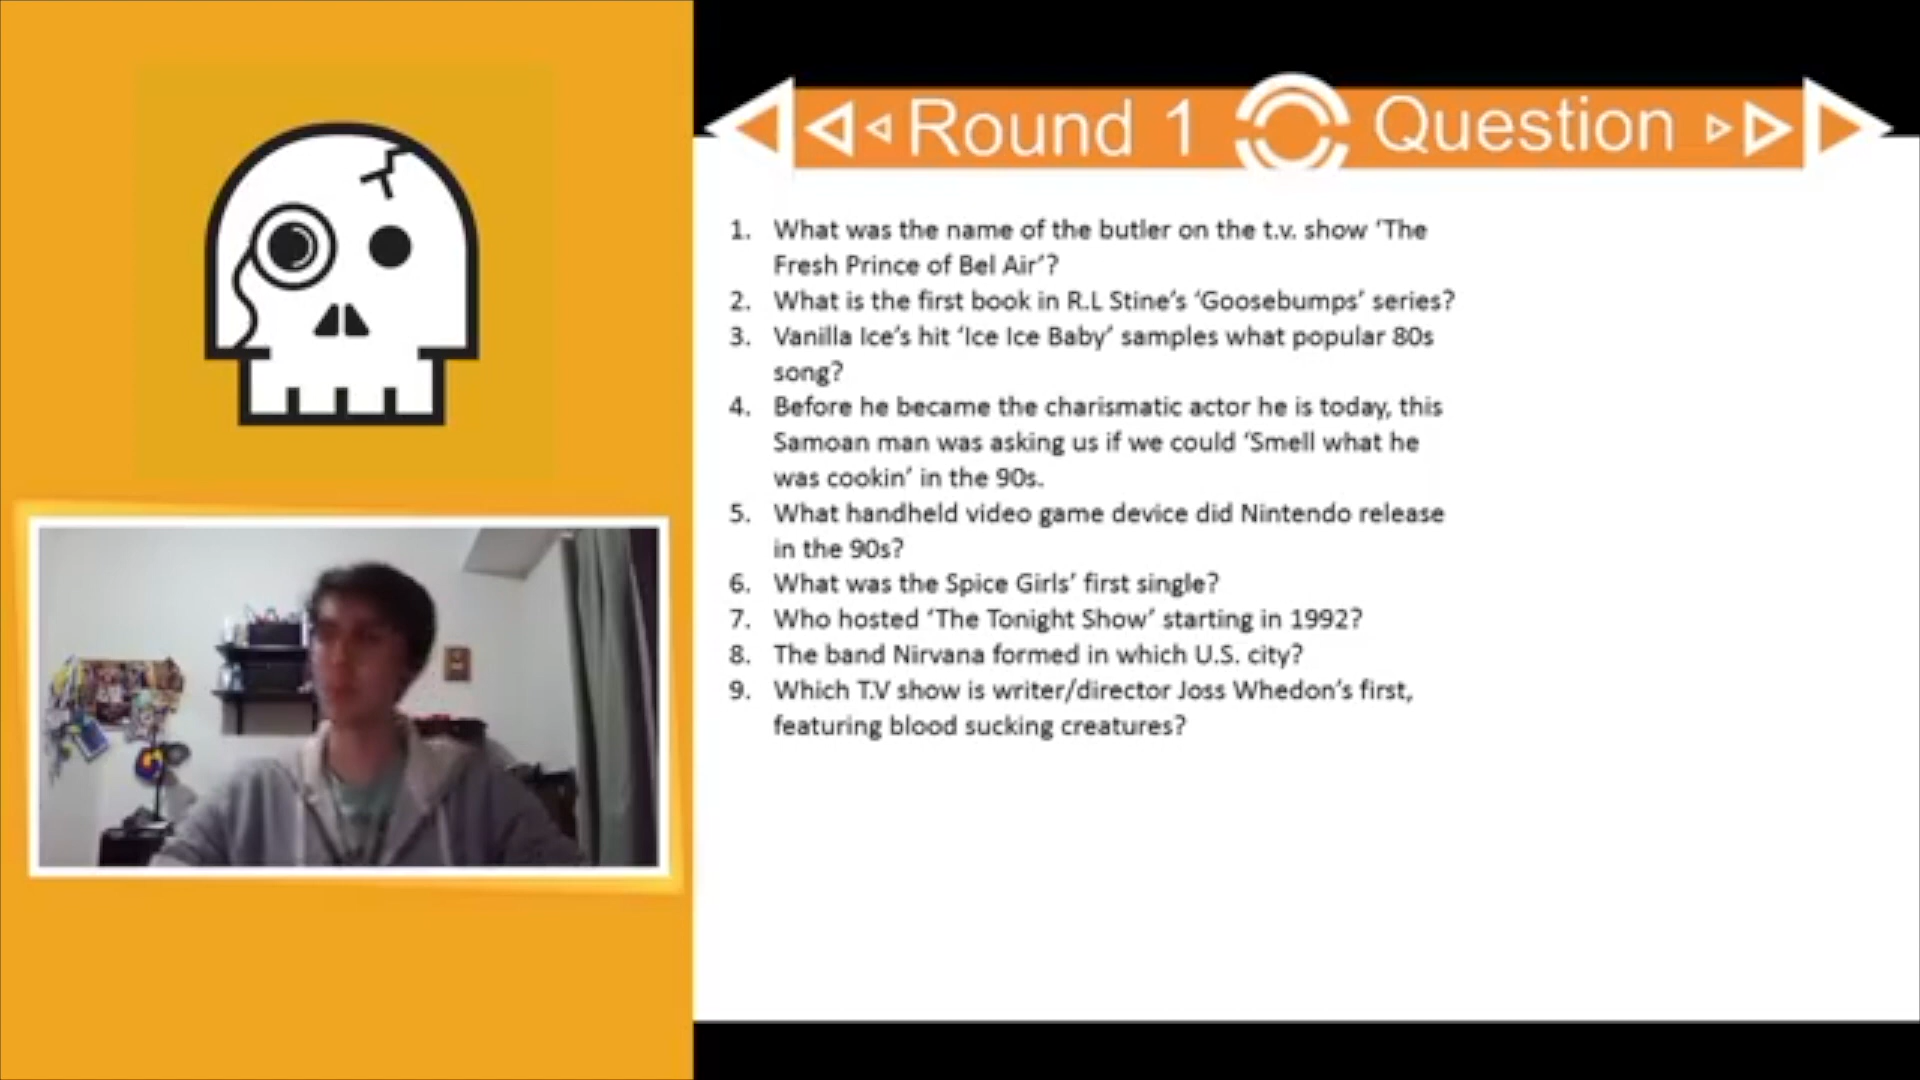 Round 1 Question
1. What was the name of the butler on the t.v. show ‘The
Fresh Prince of Bel Air’?
2. What is the first book in R.L Stine’s ‘Goosebumps’ series?
3. Vanilla Ice’s hit ‘Ice Ice Baby’ samples what popular 80s
song?
4. Before he became the charismatic actor he is today, this
Samoan man was asking us if we could ‘Smell what he
was cookin’ in the 90s.
5. What handheld video game device did Nintendo release
in the 90s?
6. What was the Spice Girls’ first single?
7. Who hosted ‘The Tonight Show’ starting in 1992?
8. The band Nirvana formed in which U.S. city?
9. Which T.V show is writer/director Joss Whedon’s first,
featuring blood sucking creatures?